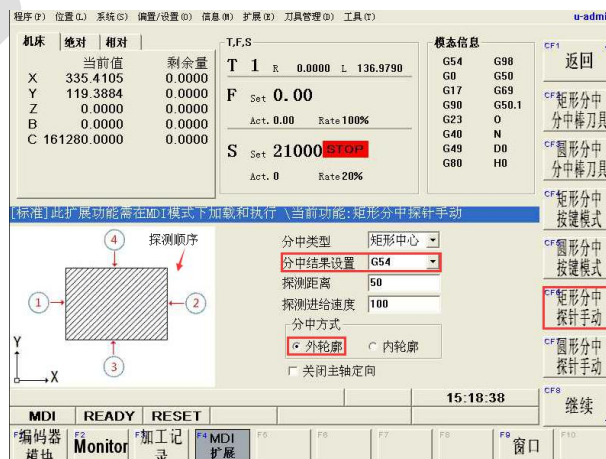 程序(P) 位置(L) 系统(S) 偏置/设置(O) 信息(M) 扩展(E) 刀具管理(D) 工具(T) u-admi
机床 绝对 相对
当前值 剩余量
X 335.4105 0.0000
Y 119.3884 0.0000
Z 0.0000 0.0000
B 0.0000 0.0000
C 161280.0000 0.0000
T,F,S
T 1 R 0.0000 L 136.9790
F Set 0.00
Act. 0.00 Rate 100%
S Set 21000 STOP
Act. 0 Rate 20%
模态信息
G54 G98
G0 G50
G17 G69
G90 G50.1
G23 O
G40 N
G49 D0
G80 H0
[标准]此扩展功能需在MDI模式下加载和执行 \当前功能:矩形分中探针手动
探测顺序
4
1
2
3
Y
X
分中类型 矩形中心
分中结果设置 G54
探测距离 50
探测进给速度 100
分中方式
外轮廓 内轮廓
关闭主轴定向
15:18:38
MDI READY RESET
CF1 返回
CF2 矩形分中
分中棒刀具
CF3 圆形分中
分中棒刀具
CF4 矩形分中
按键模式
CF5 圆形分中
按键模式
CF6 矩形分中
探针手动
CF7 圆形分中
探针手动
CF8 继续
F1 编码器
模块
F2 Monitor
F3 加工记
录
F4 MDI
扩展
F5
F6
F7
F8
F9 窗口
F10